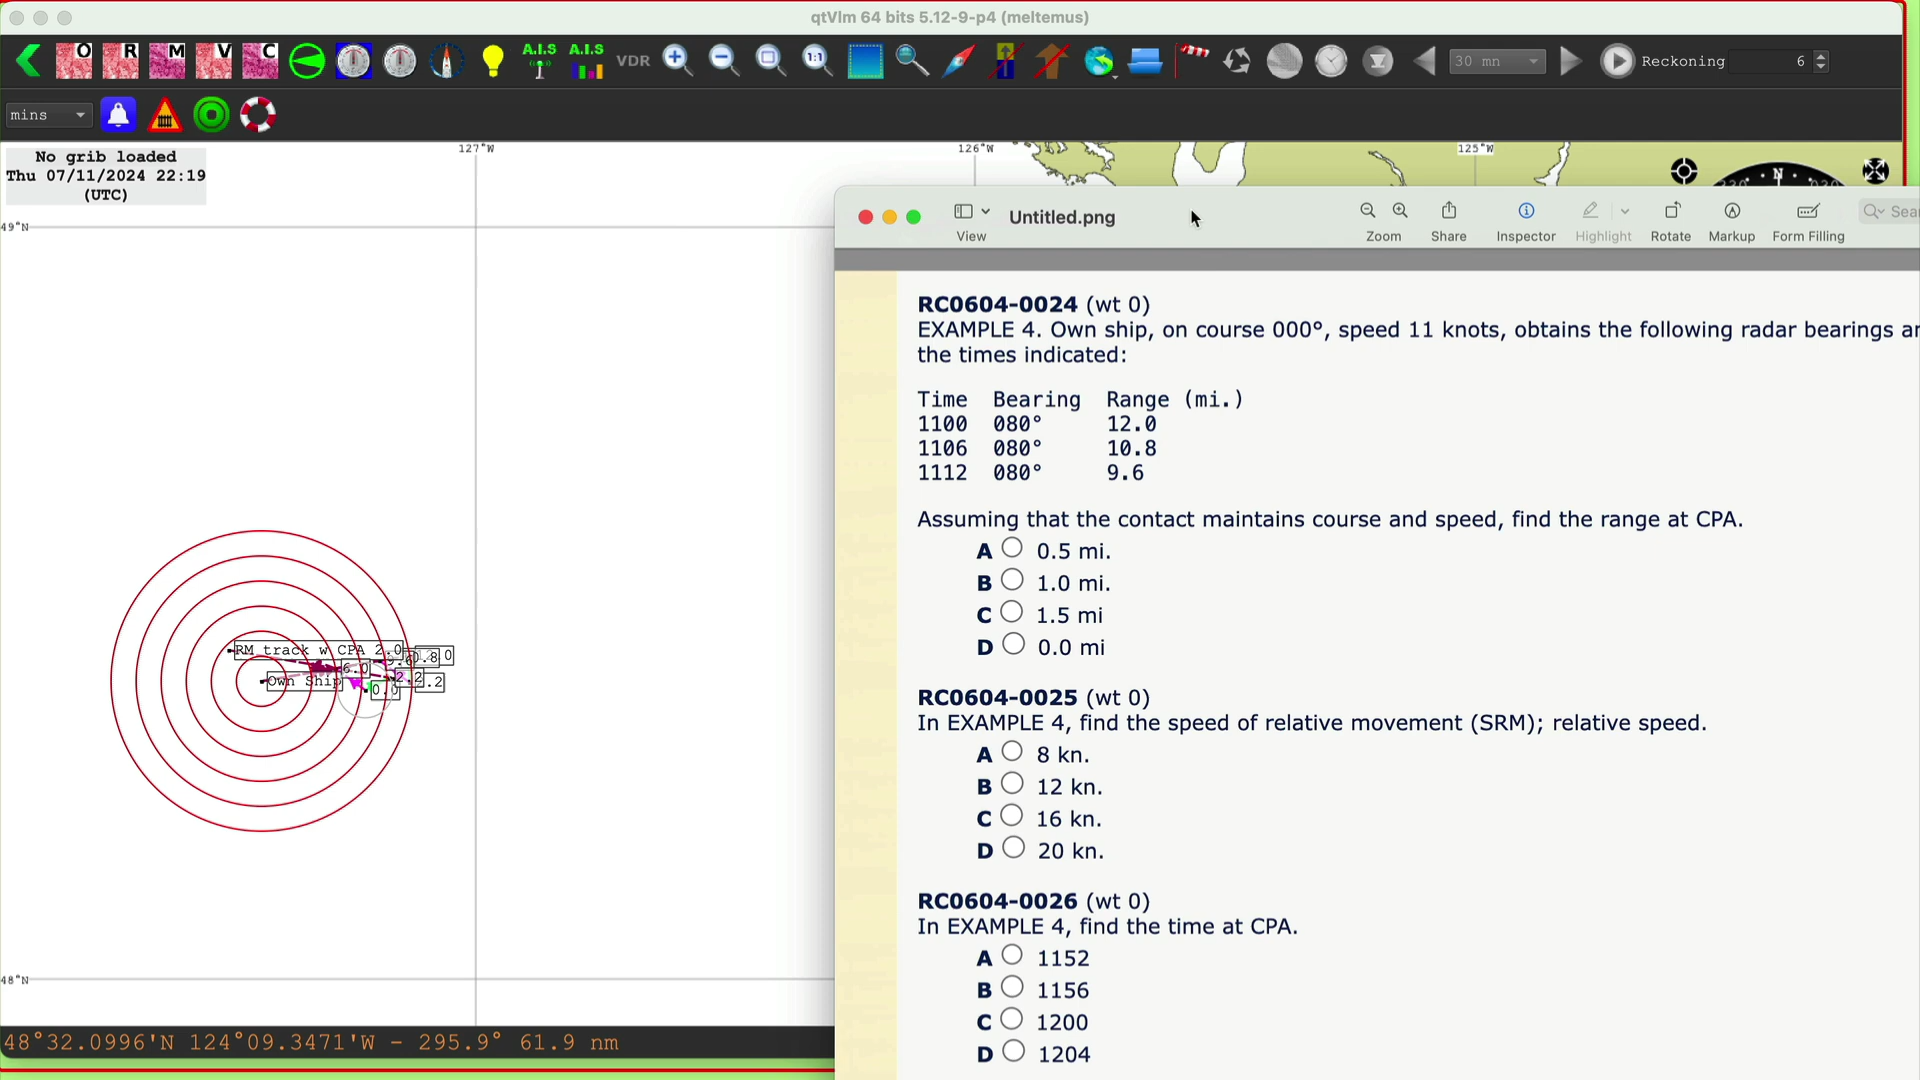 qtVlm 64 bits 5.12-9-p4 (meltemus)
O R M V C A.I.S A.I.S VDR 1:1 30 mn Reckoning 6
mins
No grib loaded
Thu 07/11/2024 22:19
(UTC)
127°W 126°W 125°W
N
49°N
Untitled.png
View Zoom Share Inspector Highlight Rotate Markup Form Filling
RC0604-0024 (wt 0)
EXAMPLE 4. Own ship, on course 000°, speed 11 knots, obtains the following radar bearings
the times indicated:
Time Bearing Range (mi.)
1100 080° 12.0
1106 080° 10.8
1112 080° 9.6
Assuming that the contact maintains course and speed, find the range at CPA.
A 0.5 mi.
B 1.0 mi.
C 1.5 mi
D 0.0 mi
RM track w CPA 2.0
Own Ship
6.0
RC0604-0025 (wt 0)
In EXAMPLE 4, find the speed of relative movement (SRM); relative speed.
A 8 kn.
B 12 kn.
C 16 kn.
D 20 kn.
RC0604-0026 (wt 0)
In EXAMPLE 4, find the time at CPA.
A 1152
B 1156
C 1200
D 1204
48°N
48°32.0996'N 124°09.3471'W - 295.9° 61.9 nm